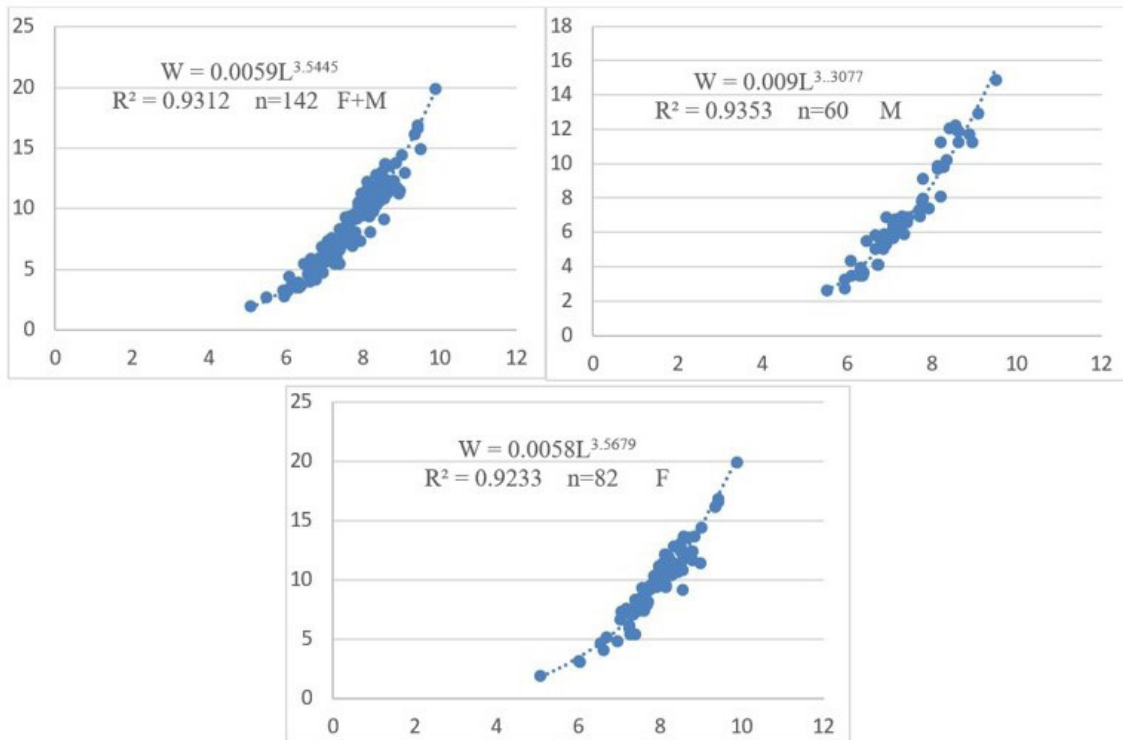 25
20
15
10
5
0
0 2 4 6 8 10 12
W = 0.0059L^3.5445
R² = 0.9312 n=142 F+M
18
16
14
12
10
8
6
4
2
0
0 2 4 6 8 10 12
W = 0.009L^3..3077
R² = 0.9353 n=60 M
25
20
15
10
5
0
0 2 4 6 8 10 12
W = 0.0058L^3.5679
R² = 0.9233 n=82 F